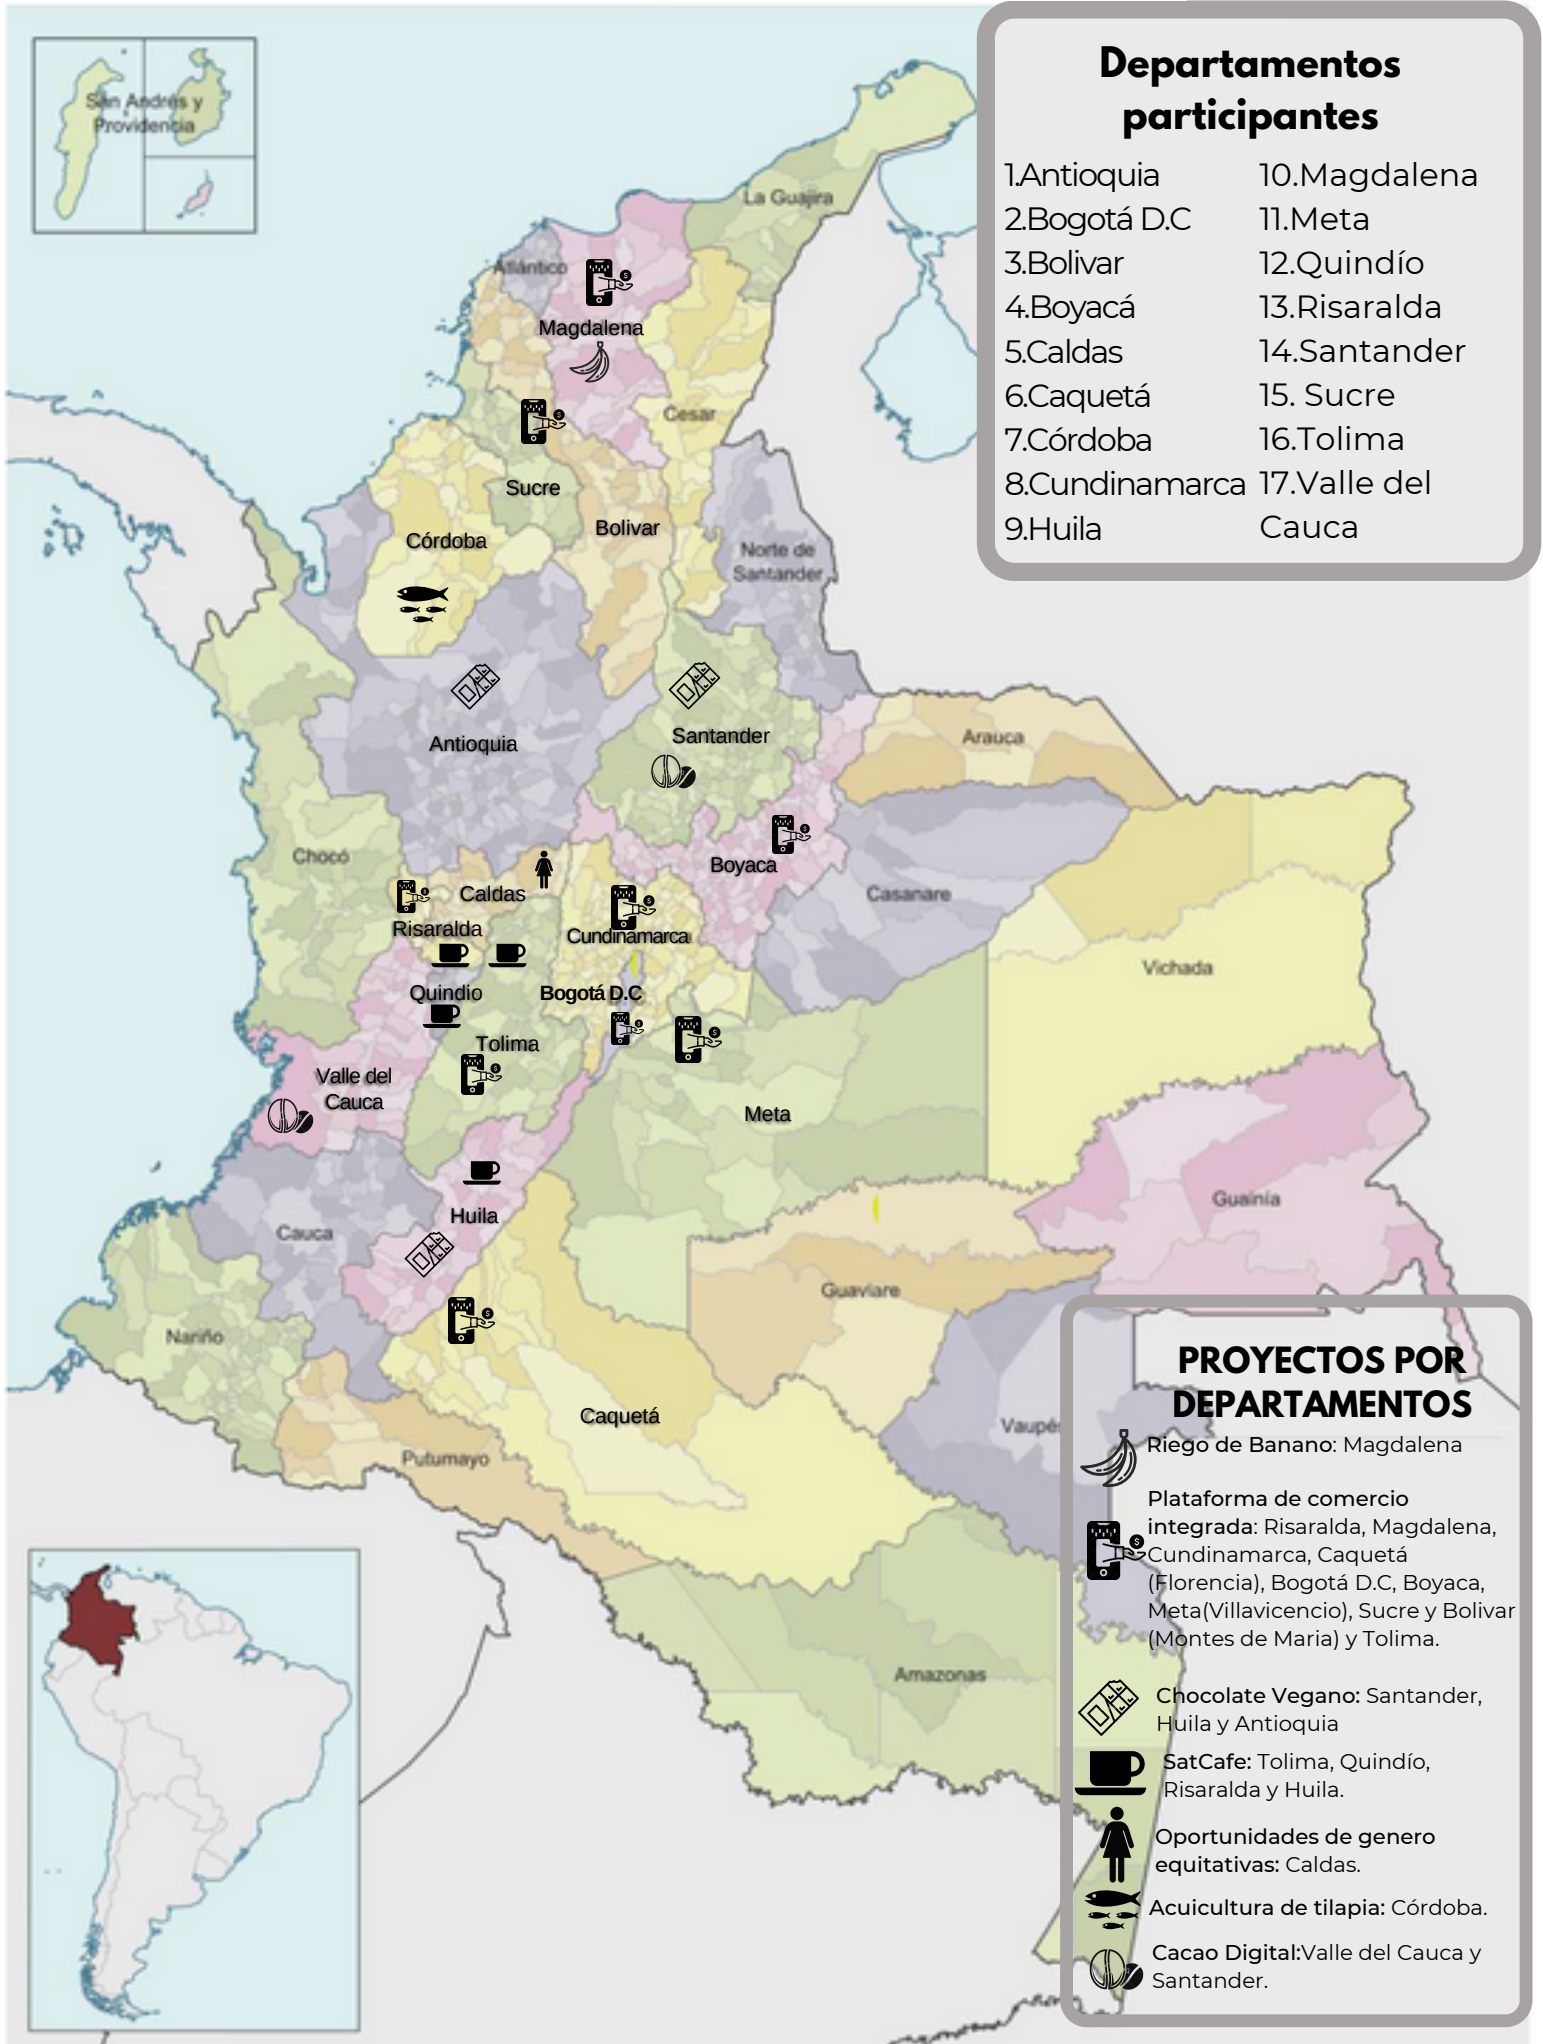 San Andrés y
Providencia
Departamentos
participantes
1.Antioquia
2.Bogotá D.C
3.Bolivar
4.Boyacá
5.Caldas
6.Caquetá
7.Córdoba
8.Cundinamarca
9.Huila
10.Magdalena
11.Meta
12.Quindío
13.Risaralda
14.Santander
15. Sucre
16.Tolima
17.Valle del
Cauca
La Guajira
Atlántico
Magdalena
Cesar
Sucre
Bolivar
Córdoba
Norte de
Santander
Antioquia
Santander
Arauca
Chocó
Boyaca
Caldas
Casanare
Risaralda
Cundinamarca
Vichada
Quindio
Bogotá D.C
Tolima
Valle del
Cauca
Meta
Guainía
Huila
Cauca
Guaviare
Nariño
Caquetá
Vaupés
Putumayo
Amazonas
PROYECTOS POR
DEPARTAMENTOS
Riego de Banano: Magdalena
Plataforma de comercio
integrada: Risaralda, Magdalena,
Cundinamarca, Caquetá
(Florencia), Bogotá D.C, Boyaca,
Meta(Villavicencio), Sucre y Bolivar
(Montes de Maria) y Tolima.
Chocolate Vegano: Santander,
Huila y Antioquia
SatCafe: Tolima, Quindío,
Risaralda y Huila.
Oportunidades de genero
equitativas: Caldas.
Acuicultura de tilapia: Córdoba.
Cacao Digital:Valle del Cauca y
Santander.